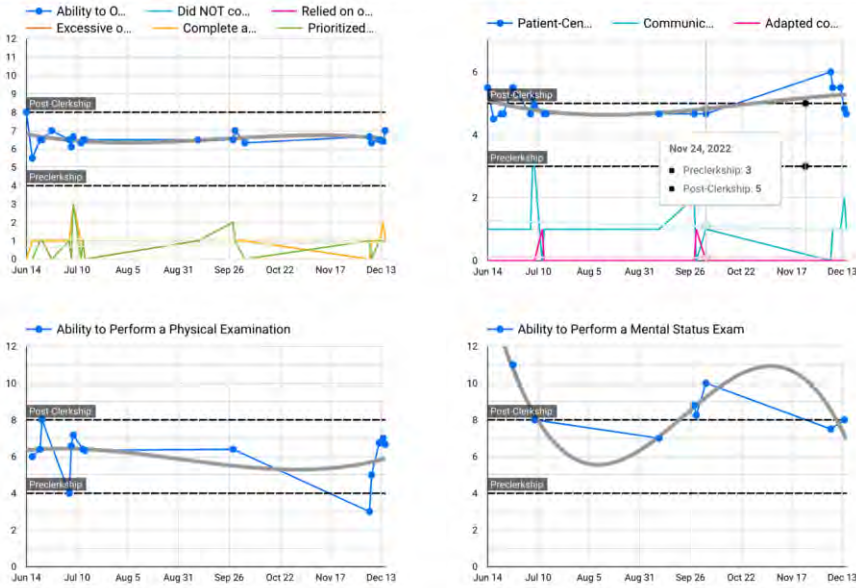 Ability to O... Did NOT co... Relied on o...
Excessive o... Complete a... Prioritized...
12
11
10
9
8
7
6
5
4
3
2
1
0
Post Clerkship
Preclerkship
Jun 14 Jul 10 Aug 5 Aug 31 Sep 26 Oct 22 Nov 17 Dec 13
Patient-Cen... Communic... Adapted co...
6
4
2
0
Post-Clerkship
Preclerkship
Nov 24, 2022
Preclerkship: 3
Post-Clerkship: 5
Jun 14 Jul 10 Aug 5 Aug 31 Sep 26 Oct 22 Nov 17 Dec 13
Ability to Perform a Physical Examination
12
10
8
6
4
2
0
Post Clerkship
Preclerkship
Jun 14 Jul 10 Aug 5 Aug 31 Sep 26 Oct 22 Nov 17 Dec 13
Ability to Perform a Mental Status Exam
12
10
8
6
4
2
0
Post-Clerkship
Preclerkship
Jun 14 Jul 10 Aug 5 Aug 31 Sep 26 Oct 22 Nov 17 Dec 13